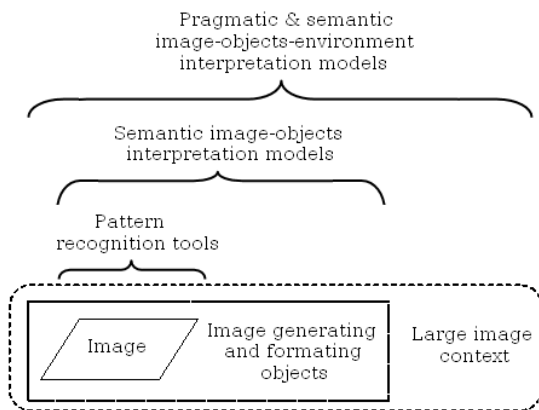 Pragmatic & semantic
image-objects-environment
interpretation models
Semantic image-objects
interpretation models
Pattern
recognition tools
Image
Image generating
and formating
objects
Large image
context